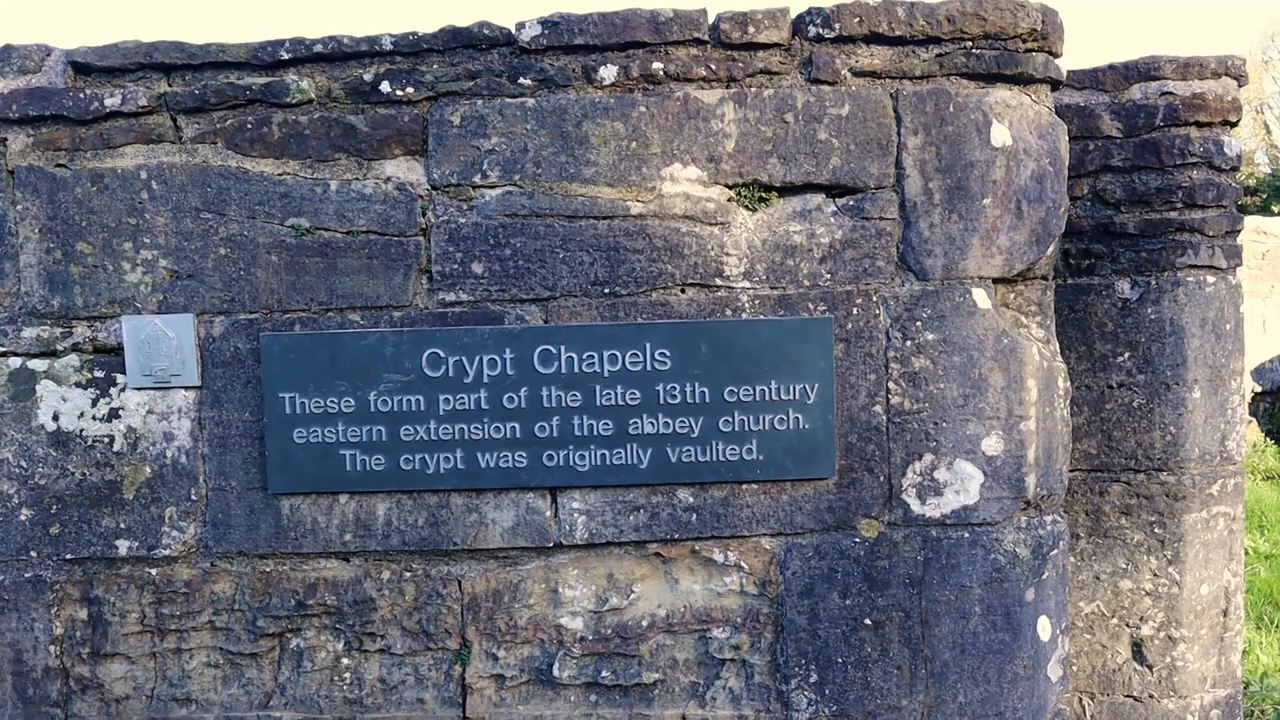 Crypt Chapels
These form part of the late 13th century
eastern extension of the abbey church.
The crypt was originally vaulted.